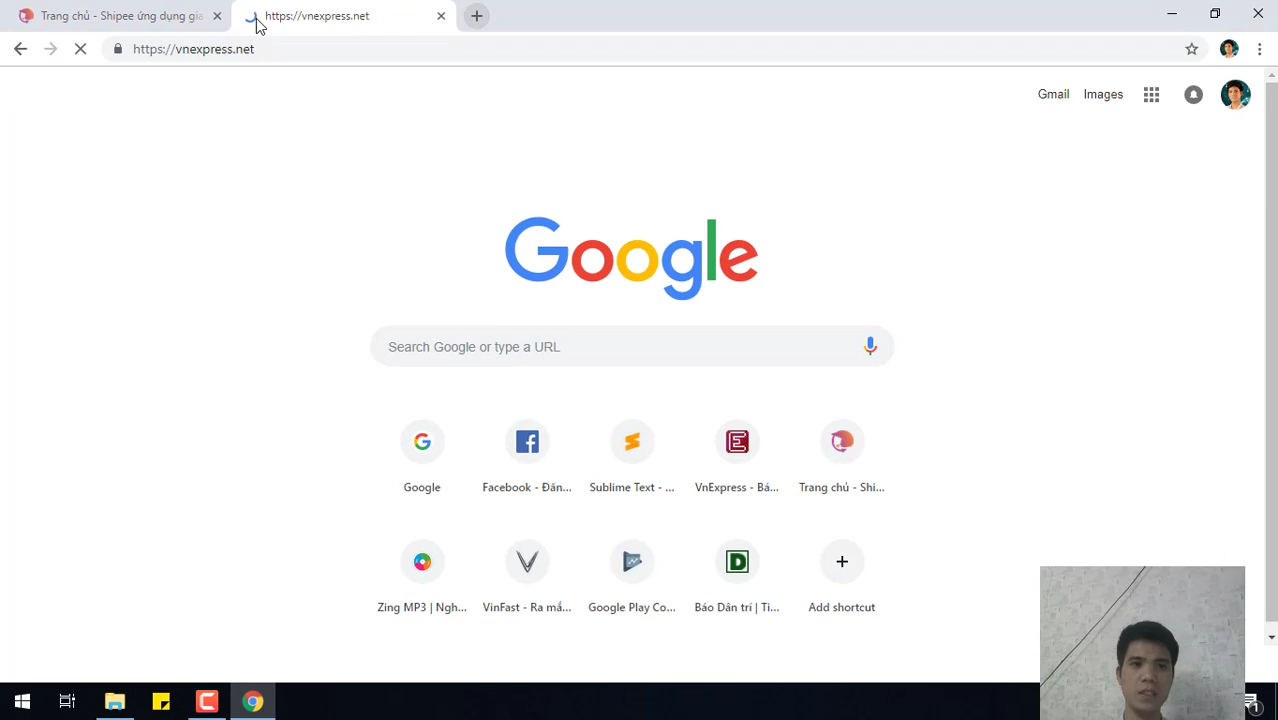 Trang chủ - Shipee ứng dụng gia
https://vnexpress.net
https://vnexpress.net
Gmail Images
Google
Search Google or type a URL
Google
Facebook - Đăn...
Sublime Text - ...
VnExpress - Bá...
Trang chủ - Shi...
Zing MP3 | Ngh...
VinFast - Ra mắ...
Google Play Co...
Báo Dân trí | Ti...
Add shortcut
1